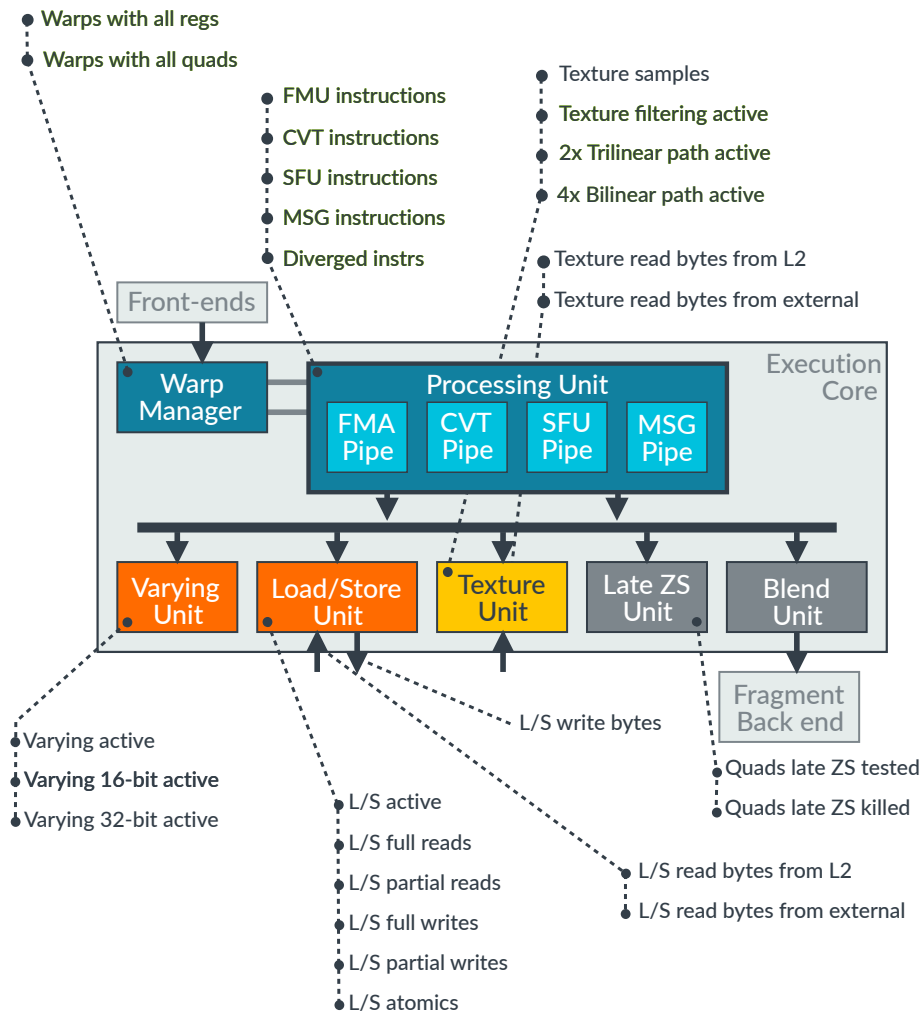 Warps with all regs
Warps with all quads
FMU instructions
CVT instructions
SFU instructions
MSG instructions
Diverged instrs
Texture samples
Texture filtering active
2x Trilinear path active
4x Bilinear path active
Texture read bytes from L2
Texture read bytes from external
Front-ends
Execution
Core
Warp
Manager
Processing Unit
FMA
Pipe
CVT
Pipe
SFU
Pipe
MSG
Pipe
Varying
Unit
Load/Store
Unit
Texture
Unit
Late ZS
Unit
Blend
Unit
Fragment
Back end
L/S write bytes
Varying active
Varying 16-bit active
Varying 32-bit active
Quads late ZS tested
Quads late ZS killed
L/S active
L/S full reads
L/S partial reads
L/S full writes
L/S partial writes
L/S atomics
L/S read bytes from L2
L/S read bytes from external